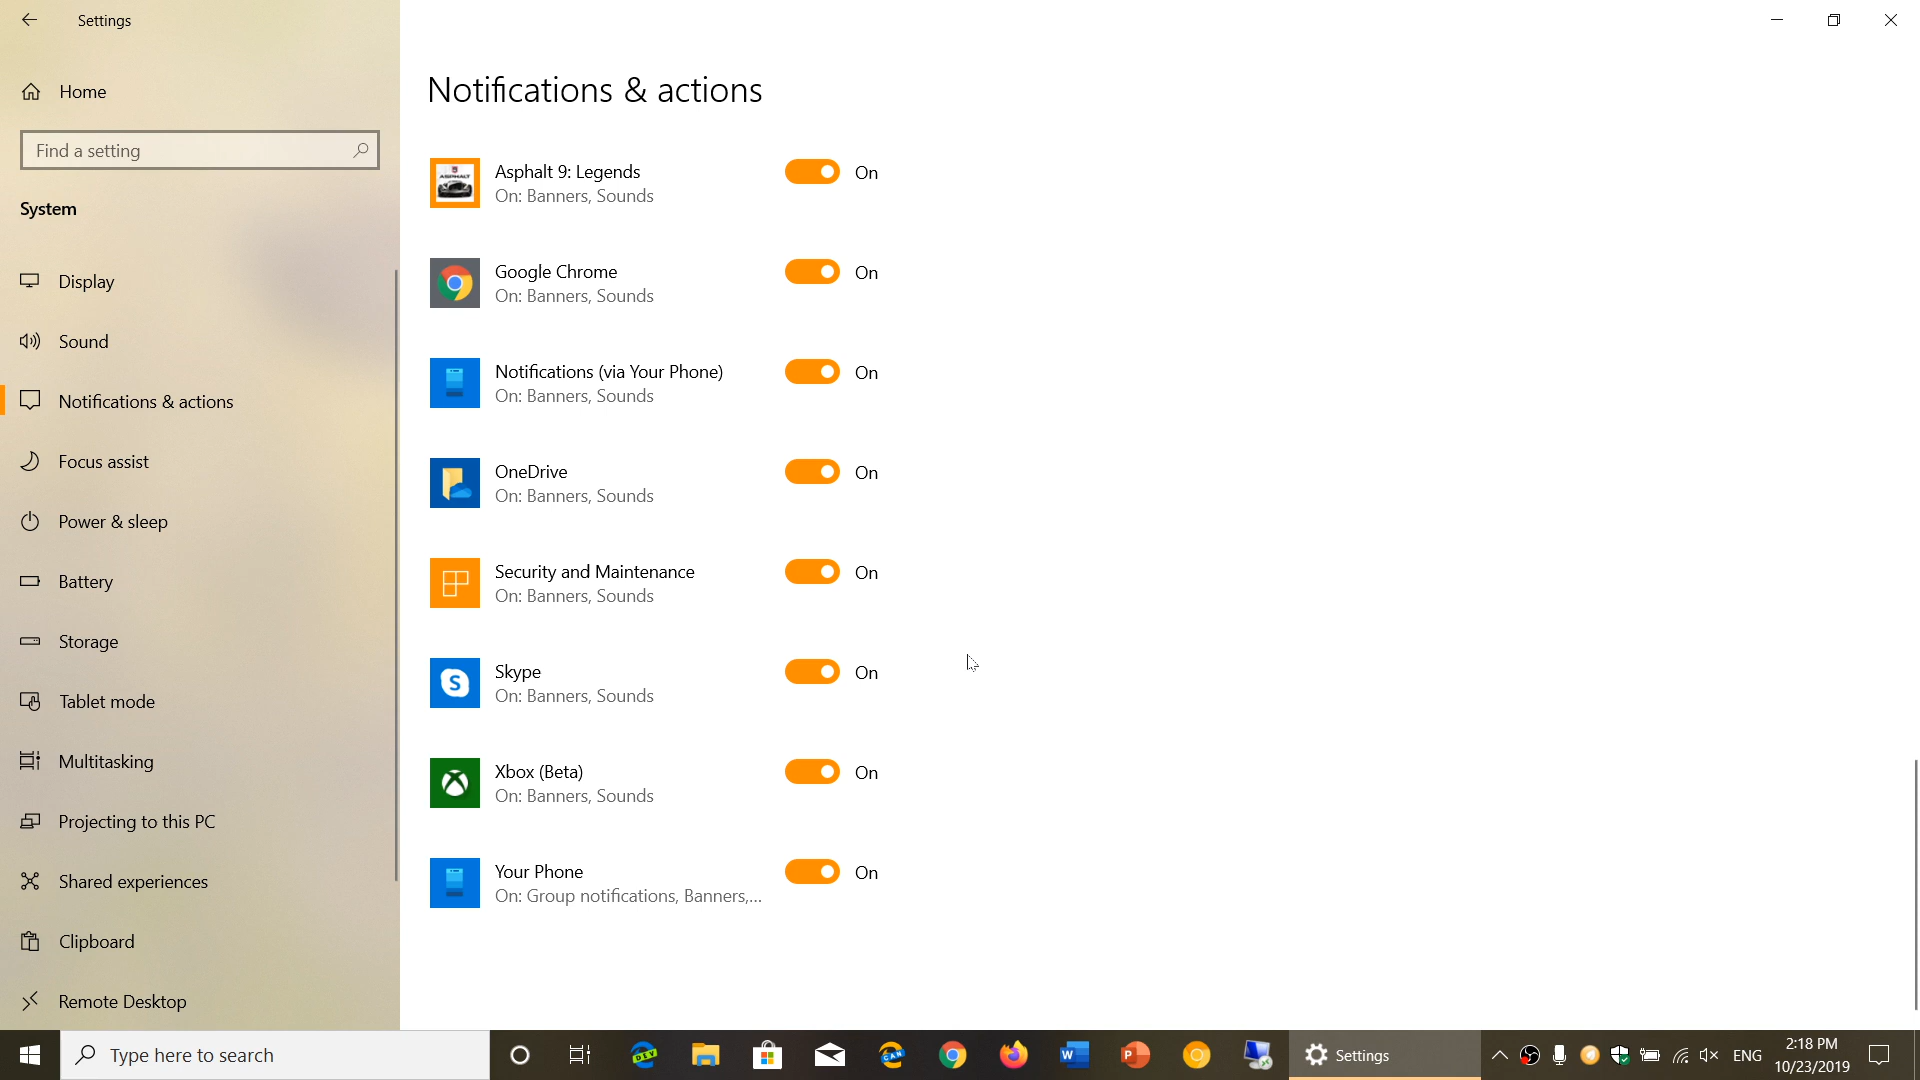 Settings
Home
Find a setting
System
Display
Sound
Notifications & actions
Focus assist
Power & sleep
Battery
Storage
Tablet mode
Multitasking
Projecting to this PC
Shared experiences
Clipboard
Remote Desktop
Notifications & actions
ASPHALT
Asphalt 9: Legends
On: Banners, Sounds
On
Google Chrome
On: Banners, Sounds
On
Notifications (via Your Phone)
On: Banners, Sounds
On
OneDrive
On: Banners, Sounds
On
Security and Maintenance
On: Banners, Sounds
On
S
Skype
On: Banners, Sounds
On
Xbox (Beta)
On: Banners, Sounds
On
Your Phone
On: Group notifications, Banners,...
On
Type here to search
DEV
CAN
W
P
Settings
ENG
2:18 PM
10/23/2019